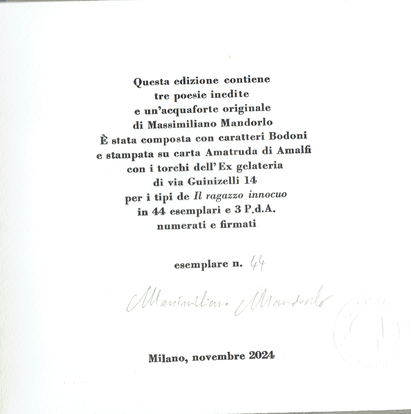 Questa edizione contiene
tre poesie inedite
e un'acquaforte originale
di Massimiliano Mandorlo
È stata composta con caratteri Bodoni
e stampata su carta Amatruda di Amalfi
con i torchi dell'Ex gelateria
di via Guinizelli 14
per i tipi de Il ragazzo innocuo
in 44 esemplari e 3 P.d.A.
numerati e firmati
esemplare n. 44
Massimiliano Mandorlo
Milano, novembre 2024